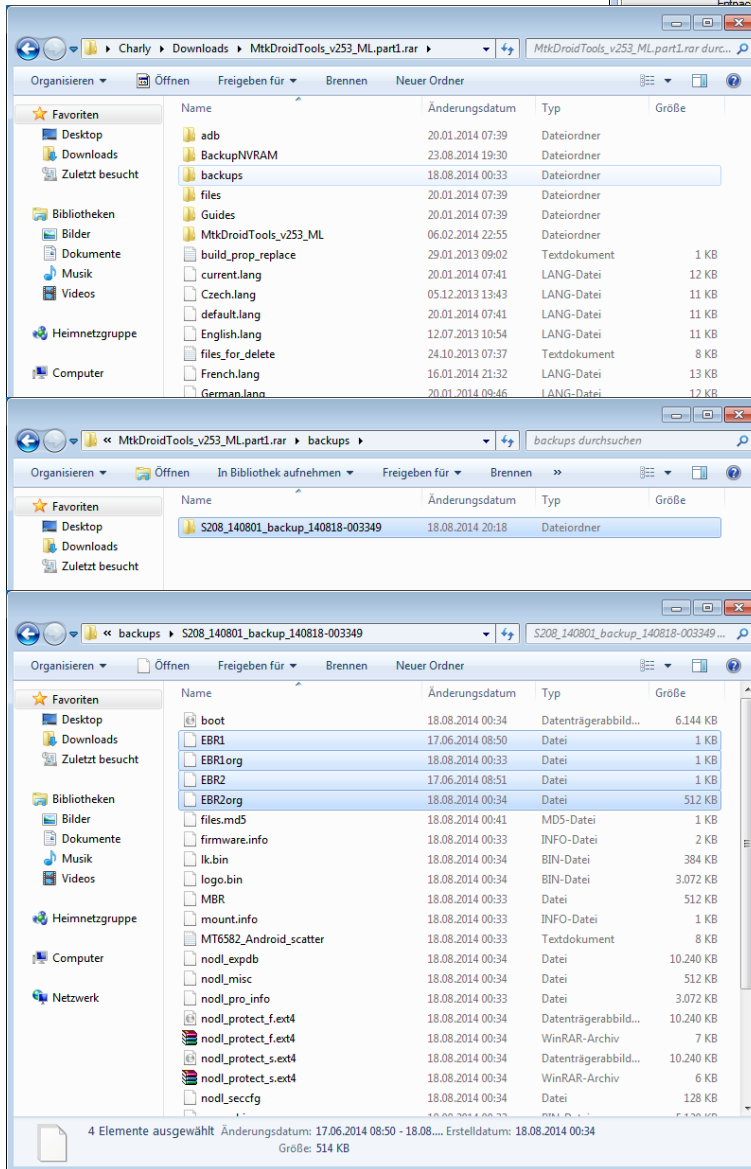 Charly ▸ Downloads ▸ MtkDroidTools_v253_ML.part1.rar ▸ MtkDroidTools_v253_ML.part1.rar durc...
Organisieren ▾ Öffnen Freigeben für ▾ Brennen Neuer Ordner
Favoriten Name Änderungsdatum Typ Größe
Desktop adb 20.01.2014 07:39 Dateiordner
Downloads BackupNVRAM 23.08.2014 19:30 Dateiordner
Zuletzt besucht backups 18.08.2014 00:33 Dateiordner
files 20.01.2014 07:39 Dateiordner
Bibliotheken Guides 20.01.2014 07:39 Dateiordner
Bilder MtkDroidTools_v253_ML 06.02.2014 22:55 Dateiordner
Dokumente build_prop_replace 29.01.2013 09:02 Textdokument 1 KB
Musik current.lang 20.01.2014 07:41 LANG-Datei 12 KB
Videos Czech.lang 05.12.2013 13:43 LANG-Datei 11 KB
default.lang 20.01.2014 07:41 LANG-Datei 11 KB
Heimnetzgruppe English.lang 12.07.2013 10:54 LANG-Datei 11 KB
files_for_delete 24.10.2013 07:37 Textdokument 8 KB
Computer French.lang 16.01.2014 21:32 LANG-Datei 13 KB
German.lang 20.01.2014 09:46 LANG-Datei 12 KB
« MtkDroidTools_v253_ML.part1.rar ▸ backups ▸ backups durchsuchen
Organisieren ▾ Öffnen In Bibliothek aufnehmen ▾ Freigeben für ▾ Brennen »
Favoriten Name Änderungsdatum Typ Größe
Desktop S208_140801_backup_140818-003349 18.08.2014 20:18 Dateiordner
Downloads
Zuletzt besucht
« backups ▸ S208_140801_backup_140818-003349 S208_140801_backup_140818-003349 ...
Organisieren ▾ Öffnen Freigeben für ▾ Brennen Neuer Ordner
Favoriten Name Änderungsdatum Typ Größe
Desktop boot 18.08.2014 00:34 Datenträgerabbild... 6.144 KB
Downloads EBR1 17.06.2014 08:50 Datei 1 KB
Zuletzt besucht EBR1org 18.08.2014 00:33 Datei 1 KB
EBR2 17.06.2014 08:51 Datei 1 KB
Bibliotheken EBR2org 18.08.2014 00:34 Datei 512 KB
Bilder files.md5 18.08.2014 00:41 MD5-Datei 1 KB
Dokumente firmware.info 18.08.2014 00:33 INFO-Datei 2 KB
Musik lk.bin 18.08.2014 00:34 BIN-Datei 384 KB
Videos logo.bin 18.08.2014 00:34 BIN-Datei 3.072 KB
MBR 18.08.2014 00:33 Datei 512 KB
Heimnetzgruppe mount.info 18.08.2014 00:33 INFO-Datei 1 KB
MT6582_Android_scatter 18.08.2014 00:33 Textdokument 8 KB
Computer nodl_expdb 18.08.2014 00:34 Datei 10.240 KB
nodl_misc 18.08.2014 00:34 Datei 512 KB
Netzwerk nodl_pro_info 18.08.2014 00:33 Datei 3.072 KB
nodl_protect_f.ext4 18.08.2014 00:34 Datenträgerabbild... 10.240 KB
nodl_protect_f.ext4 18.08.2014 00:34 WinRAR-Archiv 7 KB
nodl_protect_s.ext4 18.08.2014 00:34 Datenträgerabbild... 10.240 KB
nodl_protect_s.ext4 18.08.2014 00:34 WinRAR-Archiv 6 KB
nodl_seccfg 18.08.2014 00:34 Datei 128 KB
4 Elemente ausgewählt Änderungsdatum: 17.06.2014 08:50 - 18.08.... Erstelldatum: 18.08.2014 00:34
Größe: 514 KB